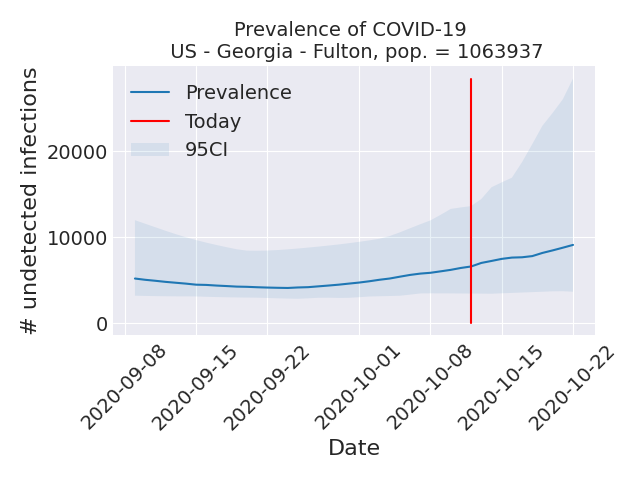 Prevalence of COVID-19
US - Georgia - Fulton, pop. = 1063937
# undetected infections
20000
10000
0
Prevalence
Today
95CI
2020-09-08
2020-09-15
2020-09-22
2020-10-01
2020-10-08
2020-10-15
2020-10-22
Date